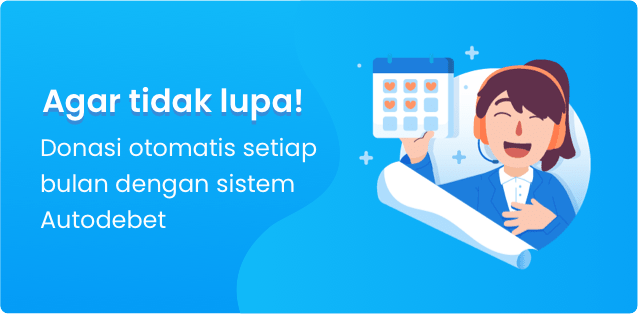 Agar tidak lupa!
Donasi otomatis setiap
bulan dengan sistem
Autodebet